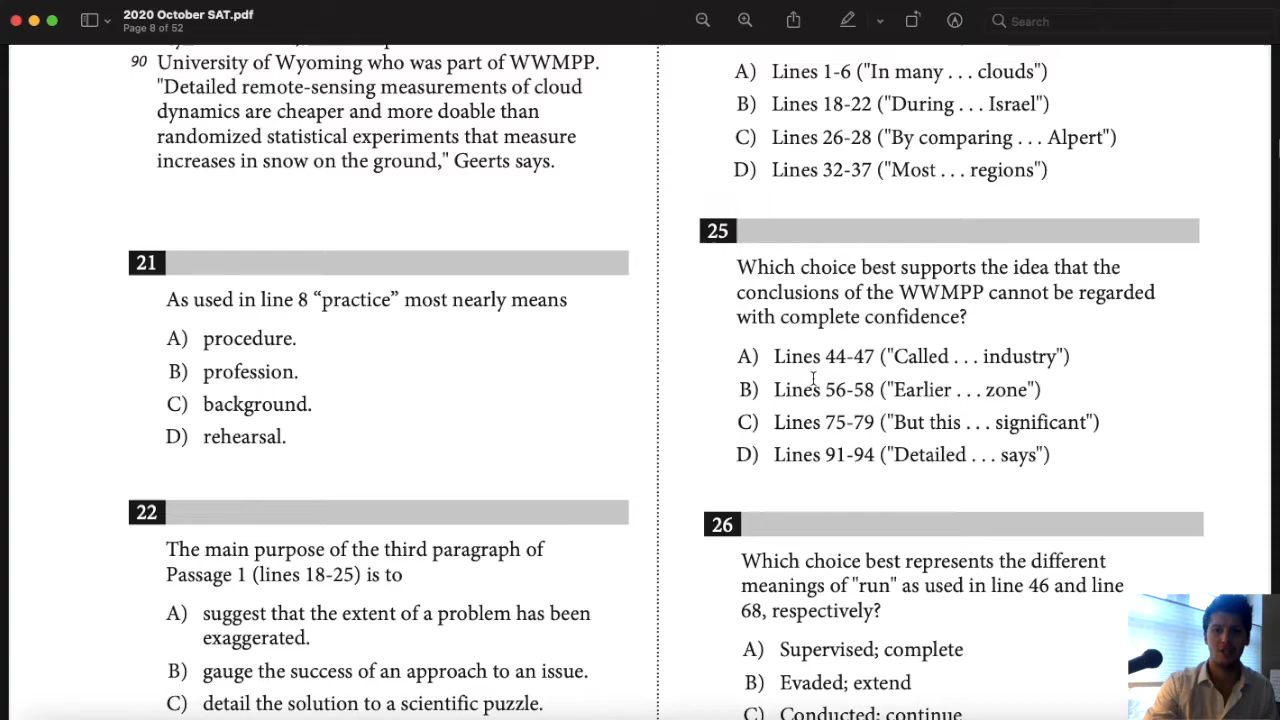 2020 October SAT.pdf
Page 8 of 52
Search
90 University of Wyoming who was part of WWMPP.
"Detailed remote-sensing measurements of cloud
dynamics are cheaper and more doable than
randomized statistical experiments that measure
increases in snow on the ground," Geerts says.
21
As used in line 8 “practice” most nearly means
A) procedure.
B) profession.
C) background.
D) rehearsal.
22
The main purpose of the third paragraph of
Passage 1 (lines 18-25) is to
A) suggest that the extent of a problem has been
exaggerated.
B) gauge the success of an approach to an issue.
C) detail the solution to a scientific puzzle.
A) Lines 1-6 ("In many . . . clouds")
B) Lines 18-22 ("During . . . Israel")
C) Lines 26-28 ("By comparing . . . Alpert")
D) Lines 32-37 ("Most . . . regions")
25
Which choice best supports the idea that the
conclusions of the WWMPP cannot be regarded
with complete confidence?
A) Lines 44-47 ("Called . . . industry")
B) Lines 56-58 ("Earlier . . . zone")
C) Lines 75-79 ("But this . . . significant")
D) Lines 91-94 ("Detailed . . . says")
26
Which choice best represents the different
meanings of "run" as used in line 46 and line
68, respectively?
A) Supervised; complete
B) Evaded; extend
C) Conducted; continue